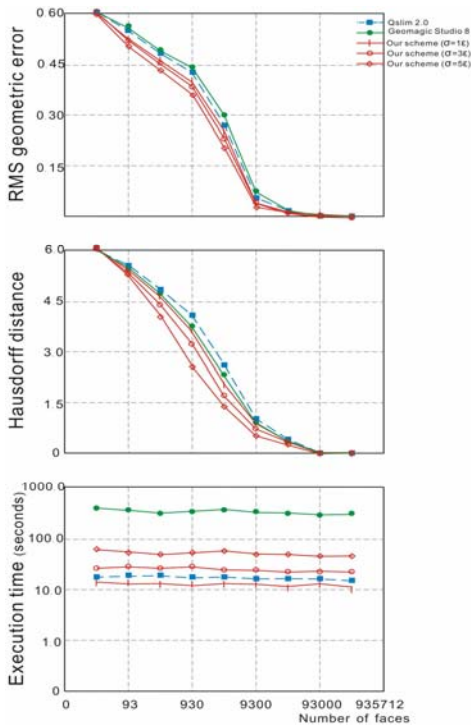 0.60
0.45
0.30
0.15
RMS geometric error
Qslim 2.0
Geomagic Studio 8
Our scheme (σ=1ε)
Our scheme (σ=3ε)
Our scheme (σ=5ε)
6.0
4.5
3.0
1.5
0
Hausdorff distance
1000.0
100.0
10.0
1.0
0
Execution time (seconds)
0 93 930 9300 93000 935712
Number of faces